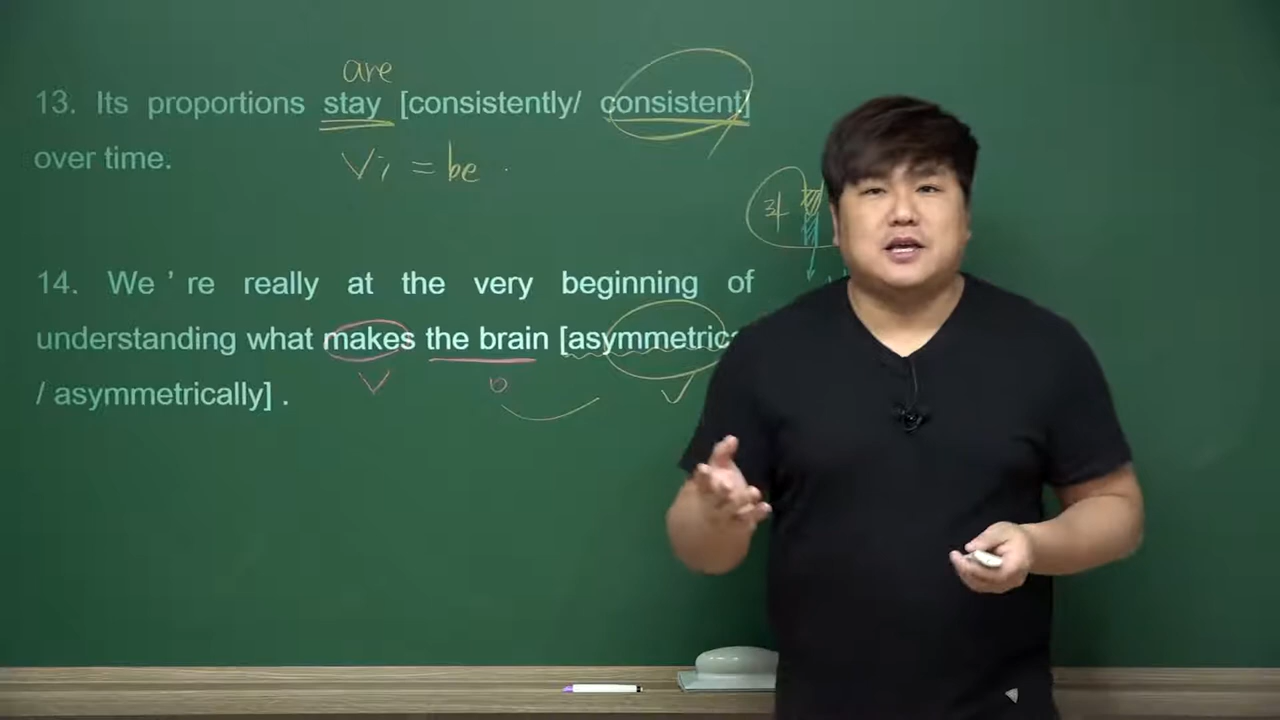 are
13. Its proportions stay [consistently/ consistent]
over time.
Vi = be
14. We ’ re really at the very beginning of
understanding what makes the brain [asymmetric
/ asymmetrically] .
V o